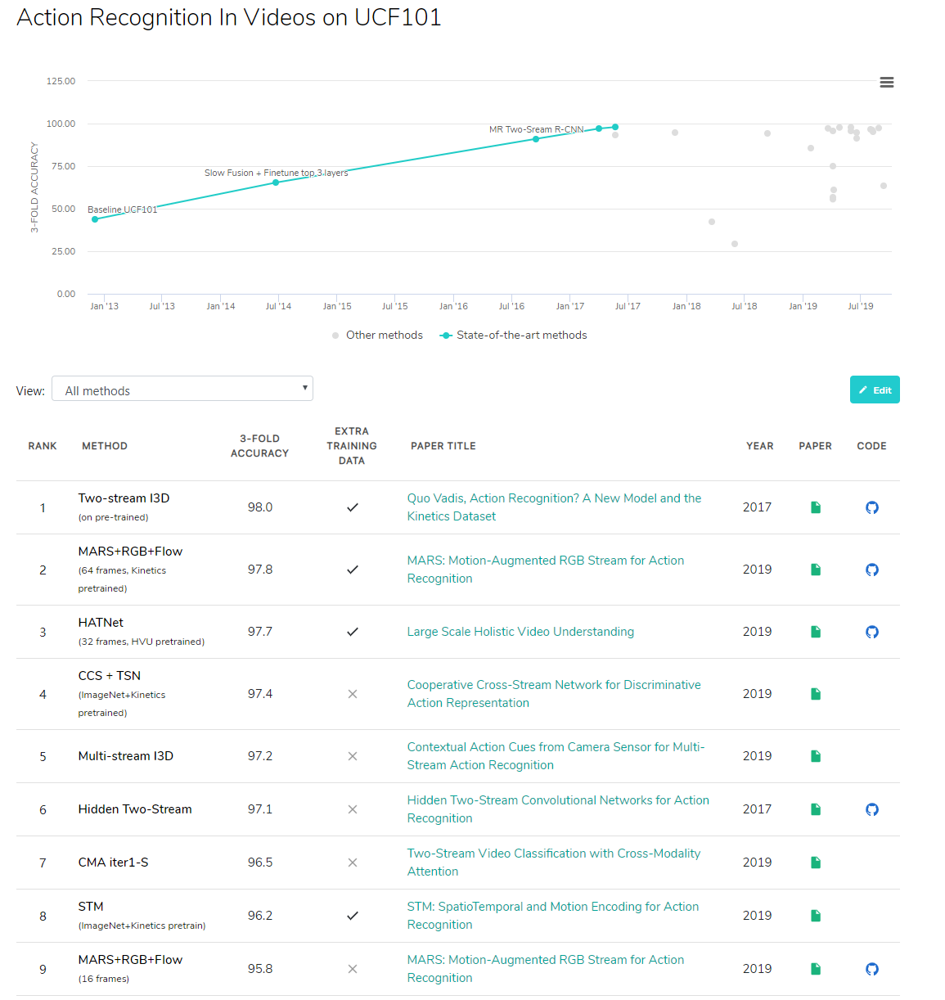 Action Recognition In Videos on UCF101
125.00
100.00
75.00
50.00
25.00
0.00
3-FOLD ACCURACY
MR Two-Sream R-CNN
Slow Fusion + Finetune top 3 layers
Baseline UCF101
Jan '13 Jul '13 Jan '14 Jul '14 Jan '15 Jul '15 Jan '16 Jul '16 Jan '17 Jul '17 Jan '18 Jul '18 Jan '19 Jul '19
Other methods State-of-the-art methods
View: All methods Edit
RANK METHOD 3-FOLD ACCURACY EXTRA TRAINING DATA PAPER TITLE YEAR PAPER CODE
1 Two-stream I3D 98.0 Quo Vadis, Action Recognition? A New Model and the 2017
(on pre-trained) Kinetics Dataset
2 MARS+RGB+Flow 97.8 MARS: Motion-Augmented RGB Stream for Action 2019
(64 frames, Kinetics Recognition
pretrained)
3 HATNet 97.7 Large Scale Holistic Video Understanding 2019
(32 frames, HVU pretrained)
4 CCS + TSN 97.4 Cooperative Cross-Stream Network for Discriminative 2019
(ImageNet+Kinetics Action Representation
pretrained)
5 Multi-stream I3D 97.2 Contextual Action Cues from Camera Sensor for Multi- 2019
Stream Action Recognition
6 Hidden Two-Stream 97.1 Hidden Two-Stream Convolutional Networks for Action 2017
Recognition
7 CMA iter1-S 96.5 Two-Stream Video Classification with Cross-Modality 2019
Attention
8 STM 96.2 STM: SpatioTemporal and Motion Encoding for Action 2019
(ImageNet+Kinetics pretrain) Recognition
9 MARS+RGB+Flow 95.8 MARS: Motion-Augmented RGB Stream for Action 2019
(16 frames) Recognition